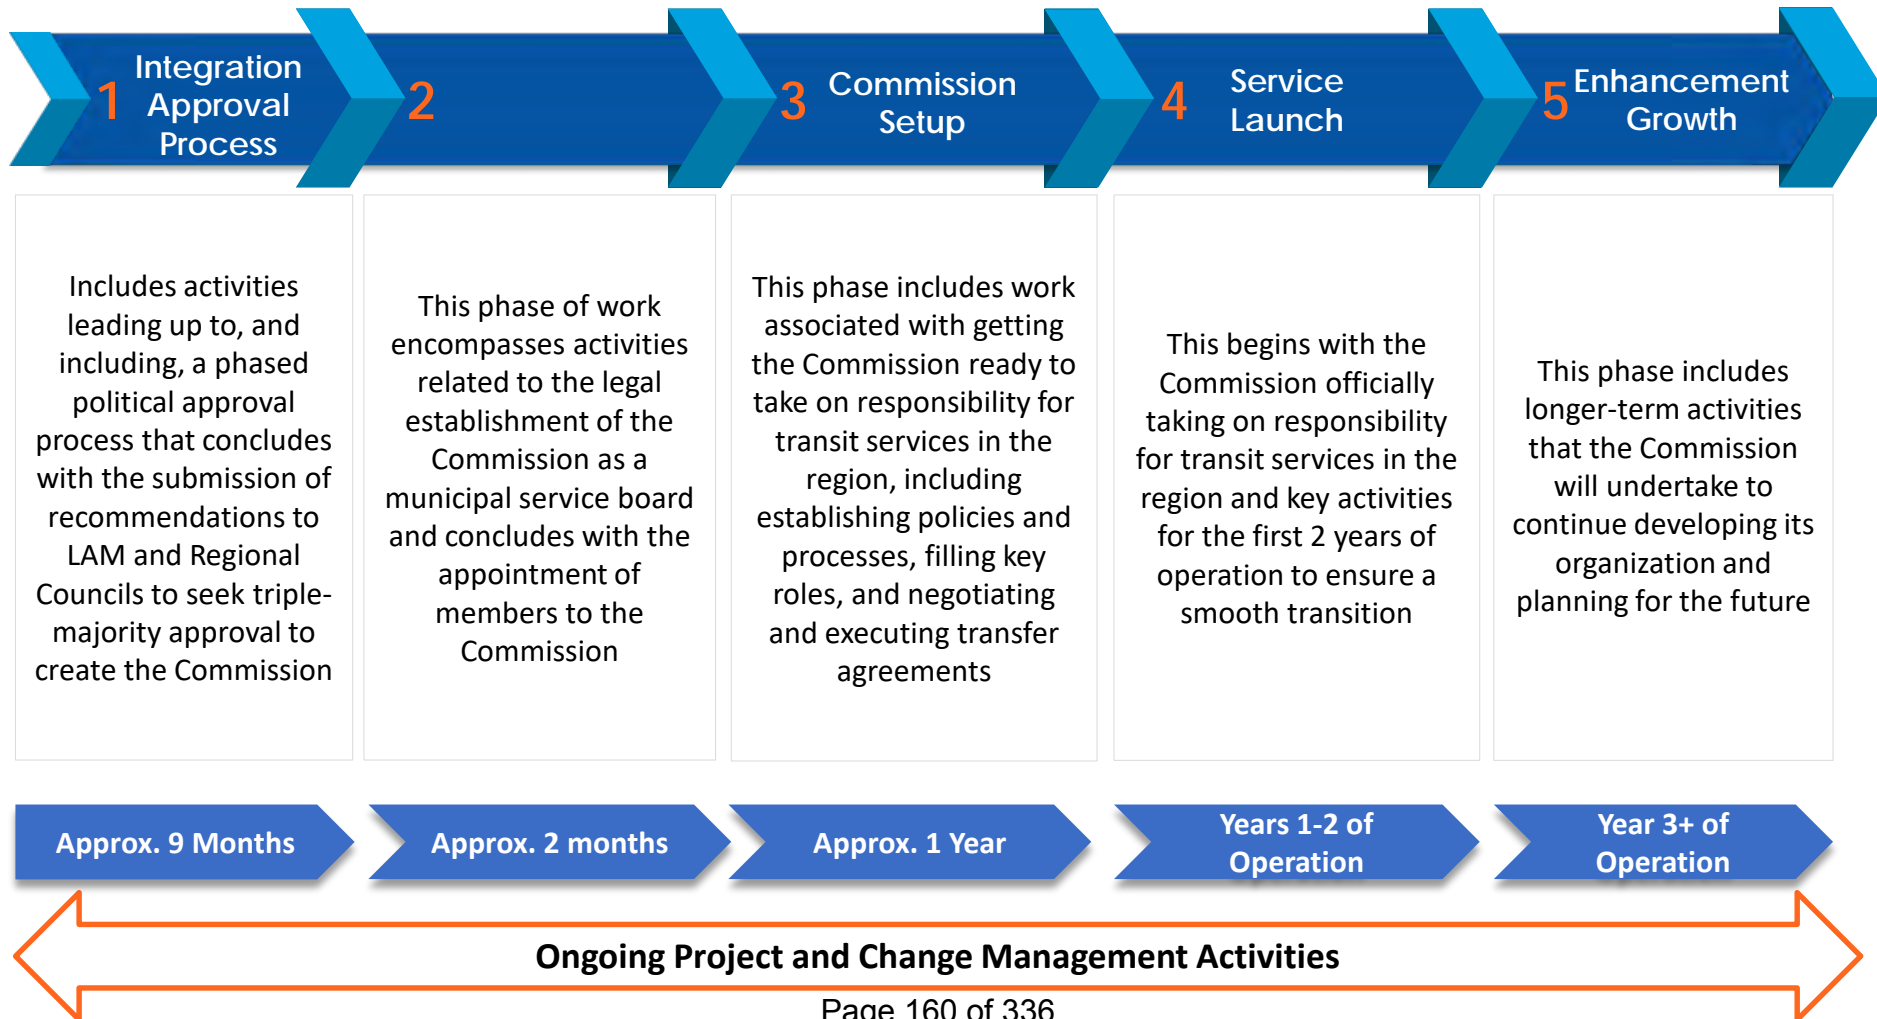 1
Integration
Approval
Process
2
3
Commission
Setup
4
Service
Launch
5
Enhancement
Growth
Includes activities
leading up to, and
including, a phased
political approval
process that concludes
with the submission of
recommendations to
LAM and Regional
Councils to seek triple-
majority approval to
create the Commission
This phase of work
encompasses activities
related to the legal
establishment of the
Commission as a
municipal service board
and concludes with the
appointment of
members to the
Commission
This phase includes work
associated with getting
the Commission ready to
take on responsibility for
transit services in the
region, including
establishing policies and
processes, filling key
roles, and negotiating
and executing transfer
agreements
This begins with the
Commission officially
taking on responsibility
for transit services in the
region and key activities
for the first 2 years of
operation to ensure a
smooth transition
This phase includes
longer-term activities
that the Commission
will undertake to
continue developing its
organization and
planning for the future
Approx. 9 Months
Approx. 2 months
Approx. 1 Year
Years 1-2 of
Operation
Year 3+ of
Operation
Ongoing Project and Change Management Activities
Page 160 of 336